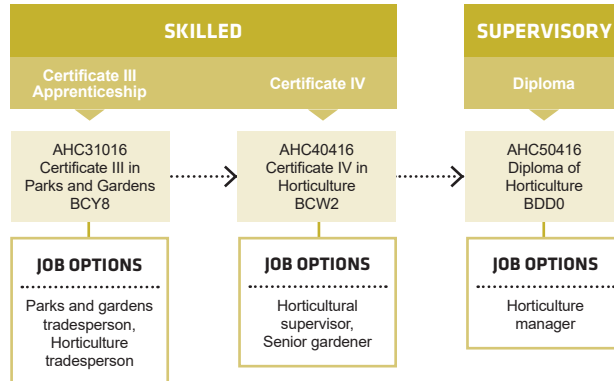 SKILLED
SUPERVISORY
Certificate III
Apprenticeship
Certificate IV
Diploma
AHC31016
Certificate III in
Parks and Gardens
BCY8
AHC40416
Certificate IV in
Horticulture
BCW2
AHC50416
Diploma of
Horticulture
BDD0
JOB OPTIONS
Parks and gardens
tradesperson,
Horticulture
tradesperson
JOB OPTIONS
Horticultural
supervisor,
Senior gardener
JOB OPTIONS
Horticulture
manager